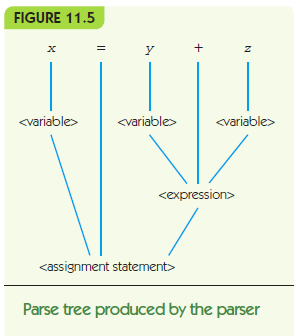 FIGURE 11.5
x = y + z
<variable> <variable> <variable>
<expression>
<assignment statement>
Parse tree produced by the parser